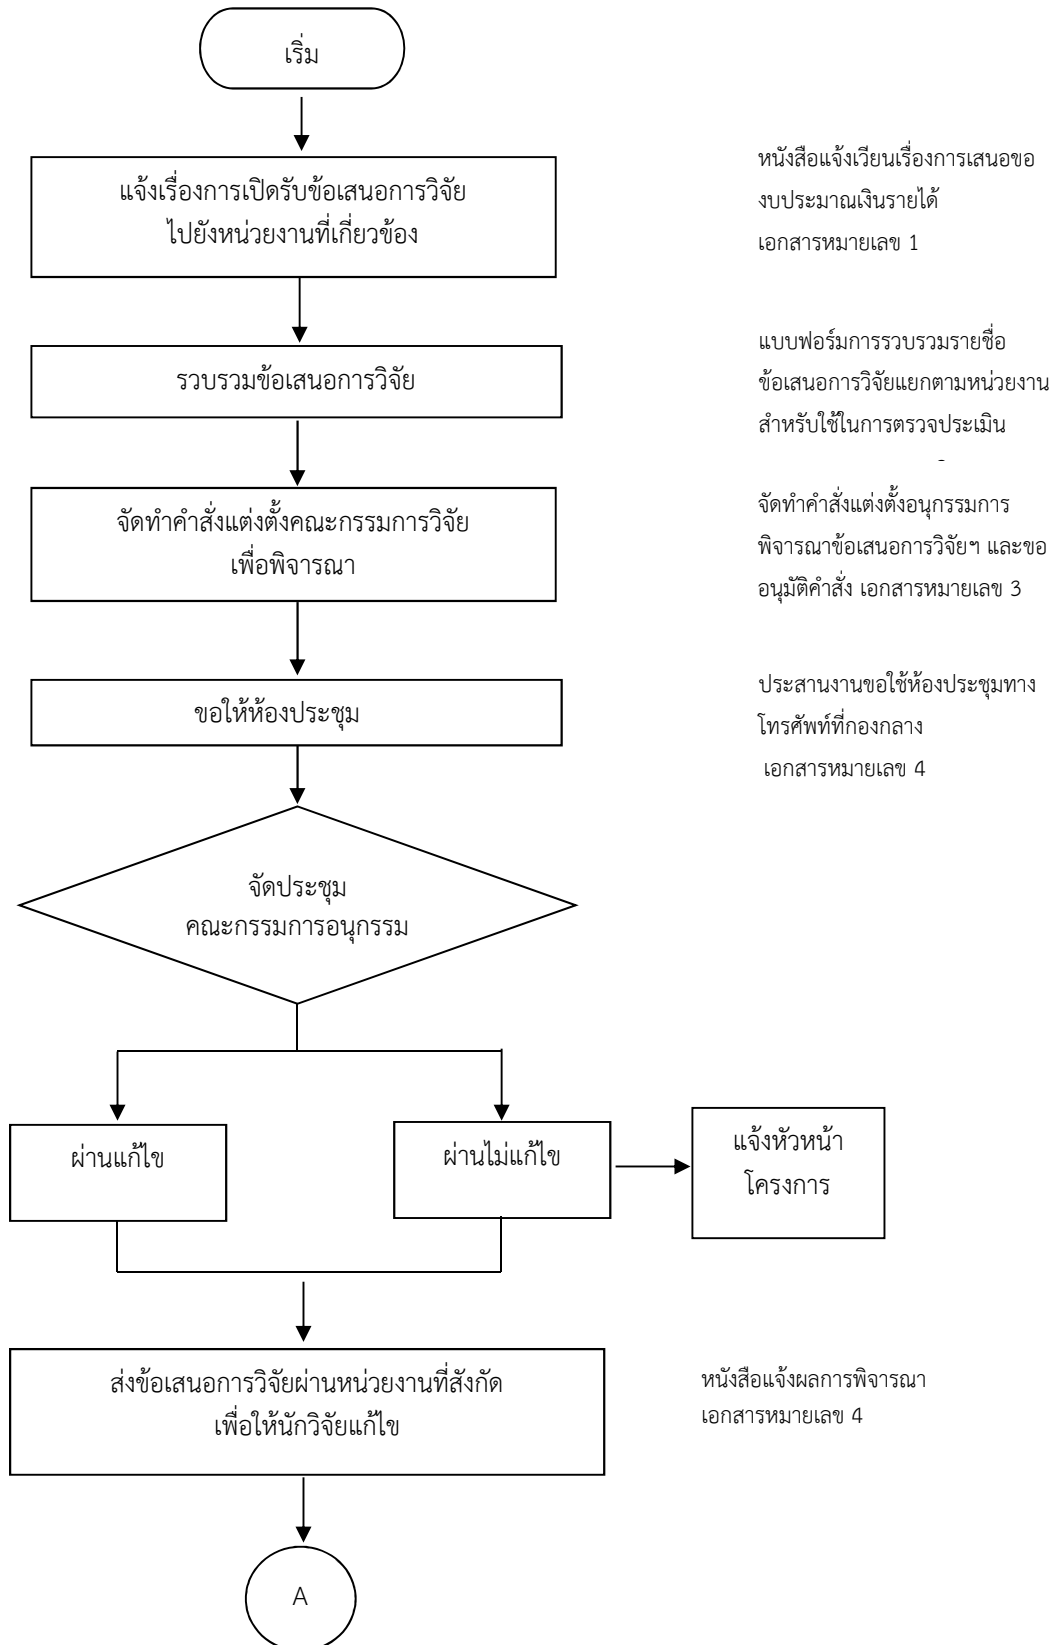 เริ่ม
แจ้งเรื่องการเปิดรับข้อเสนอการวิจัย
ไปยังหน่วยงานที่เกี่ยวข้อง
หนังสือแจ้งเวียนเรื่องการเสนอขอ
งบประมาณเงินรายได้
เอกสารหมายเลข 1
รวบรวมข้อเสนอการวิจัย
แบบฟอร์มการรวบรวมรายชื่อ
ข้อเสนอการวิจัยแยกตามหน่วยงาน
สำหรับใช้ในการตรวจประเมิน
จัดทำคำสั่งแต่งตั้งคณะกรรมการวิจัย
เพื่อพิจารณา
จัดทำคำสั่งแต่งตั้งอนุกรรมการ
พิจารณาข้อเสนอการวิจัยฯ และขอ
อนุมัติคำสั่ง เอกสารหมายเลข 3
ขอให้ห้องประชุม
ประสานงานขอใช้ห้องประชุมทาง
โทรศัพท์ที่กองกลาง
เอกสารหมายเลข 4
จัดประชุม
คณะกรรมการอนุกรรม
ผ่านแก้ไข
ผ่านไม่แก้ไข
แจ้งหัวหน้า
โครงการ
ส่งข้อเสนอการวิจัยผ่านหน่วยงานที่สังกัด
เพื่อให้นักวิจัยแก้ไข
หนังสือแจ้งผลการพิจารณา
เอกสารหมายเลข 4
A